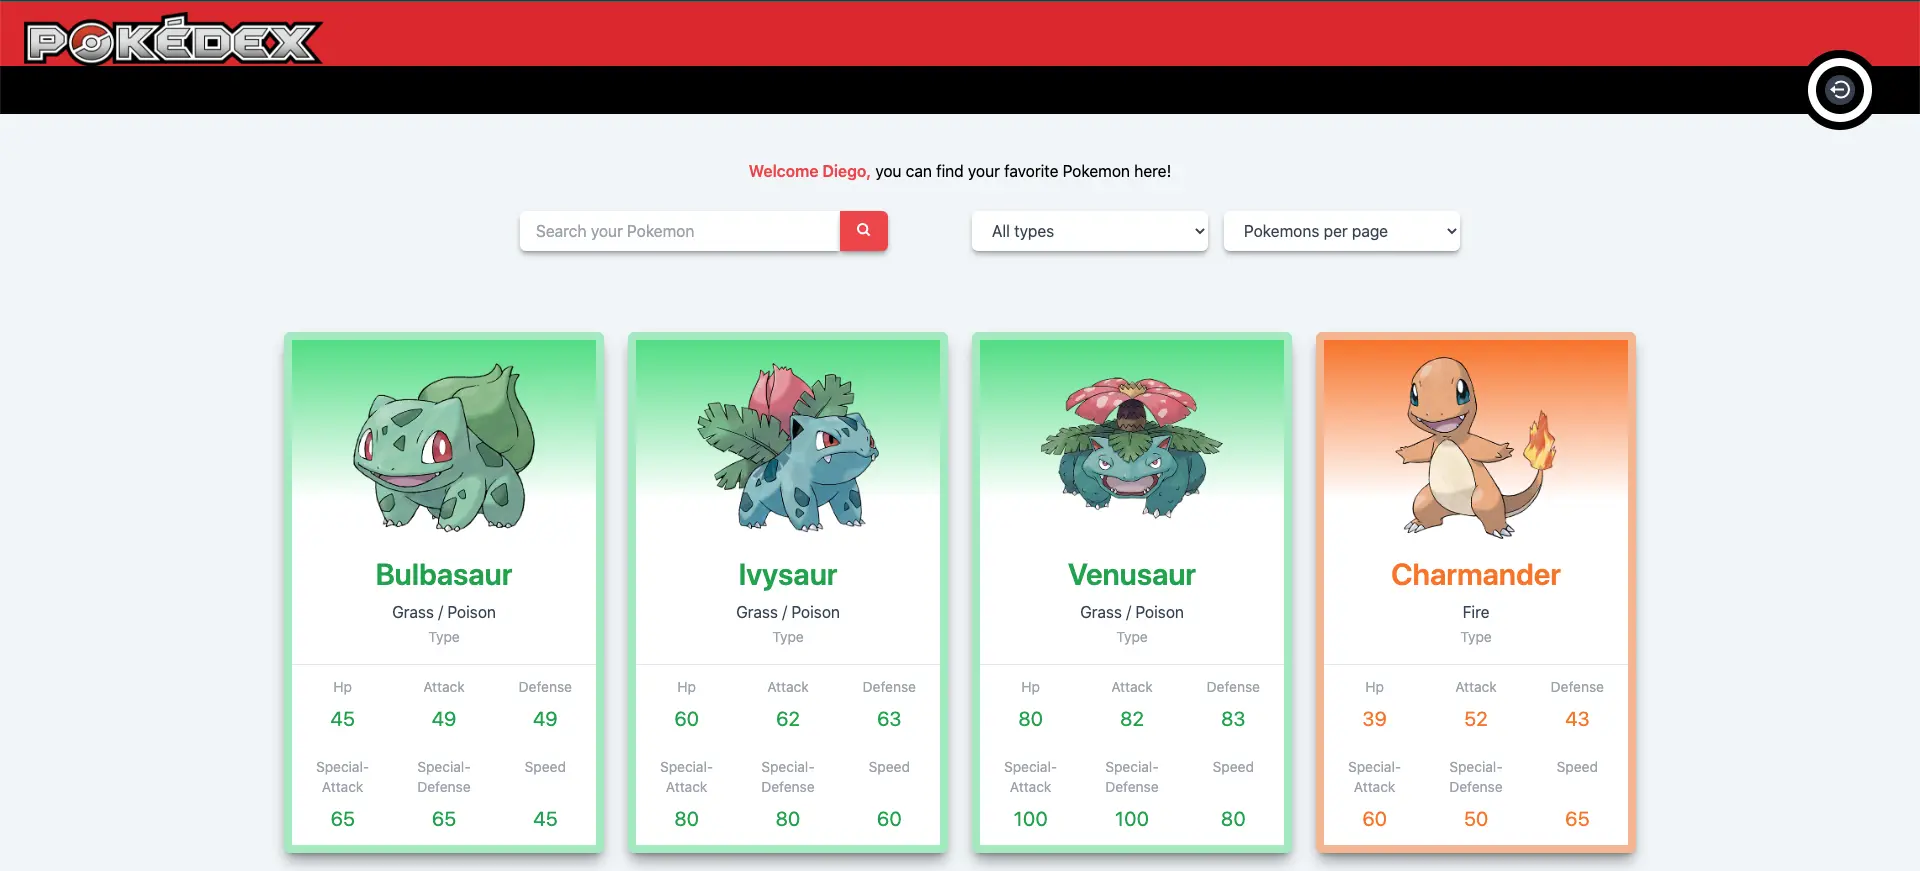 POKÉDEX
Welcome Diego, you can find your favorite Pokemon here!
Search your Pokemon
All types
Pokemons per page
Bulbasaur
Grass / Poison
Type
Hp Attack Defense
45 49 49
Special-Attack Special-Defense Speed
65 65 45
Ivysaur
Grass / Poison
Type
Hp Attack Defense
60 62 63
Special-Attack Special-Defense Speed
80 80 60
Venusaur
Grass / Poison
Type
Hp Attack Defense
80 82 83
Special-Attack Special-Defense Speed
100 100 80
Charmander
Fire
Type
Hp Attack Defense
39 52 43
Special-Attack Special-Defense Speed
60 50 65